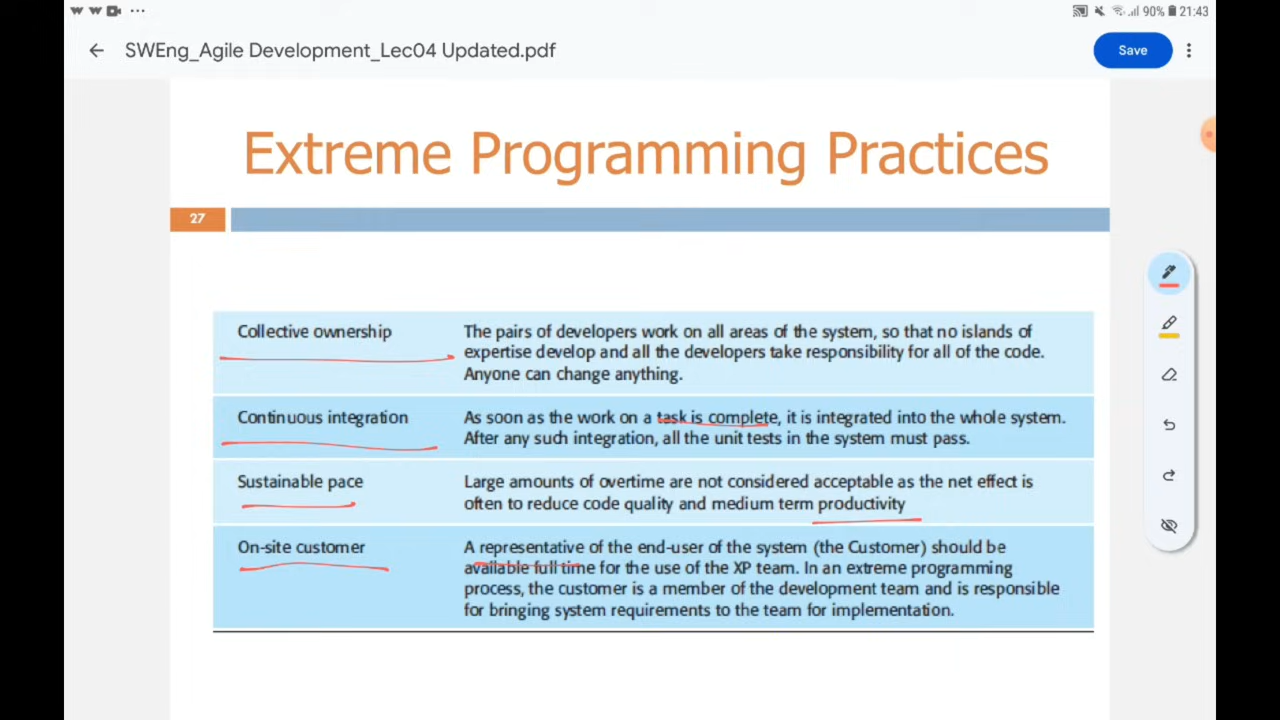 90% 21:43
SWEng_Agile Development_Lec04 Updated.pdf
Save
Extreme Programming Practices
27
Collective ownership
The pairs of developers work on all areas of the system, so that no islands of
expertise develop and all the developers take responsibility for all of the code.
Anyone can change anything.
Continuous integration
As soon as the work on a task is complete, it is integrated into the whole system.
After any such integration, all the unit tests in the system must pass.
Sustainable pace
Large amounts of overtime are not considered acceptable as the net effect is
often to reduce code quality and medium term productivity
On-site customer
A representative of the end-user of the system (the Customer) should be
available full time for the use of the XP team. In an extreme programming
process, the customer is a member of the development team and is responsible
for bringing system requirements to the team for implementation.